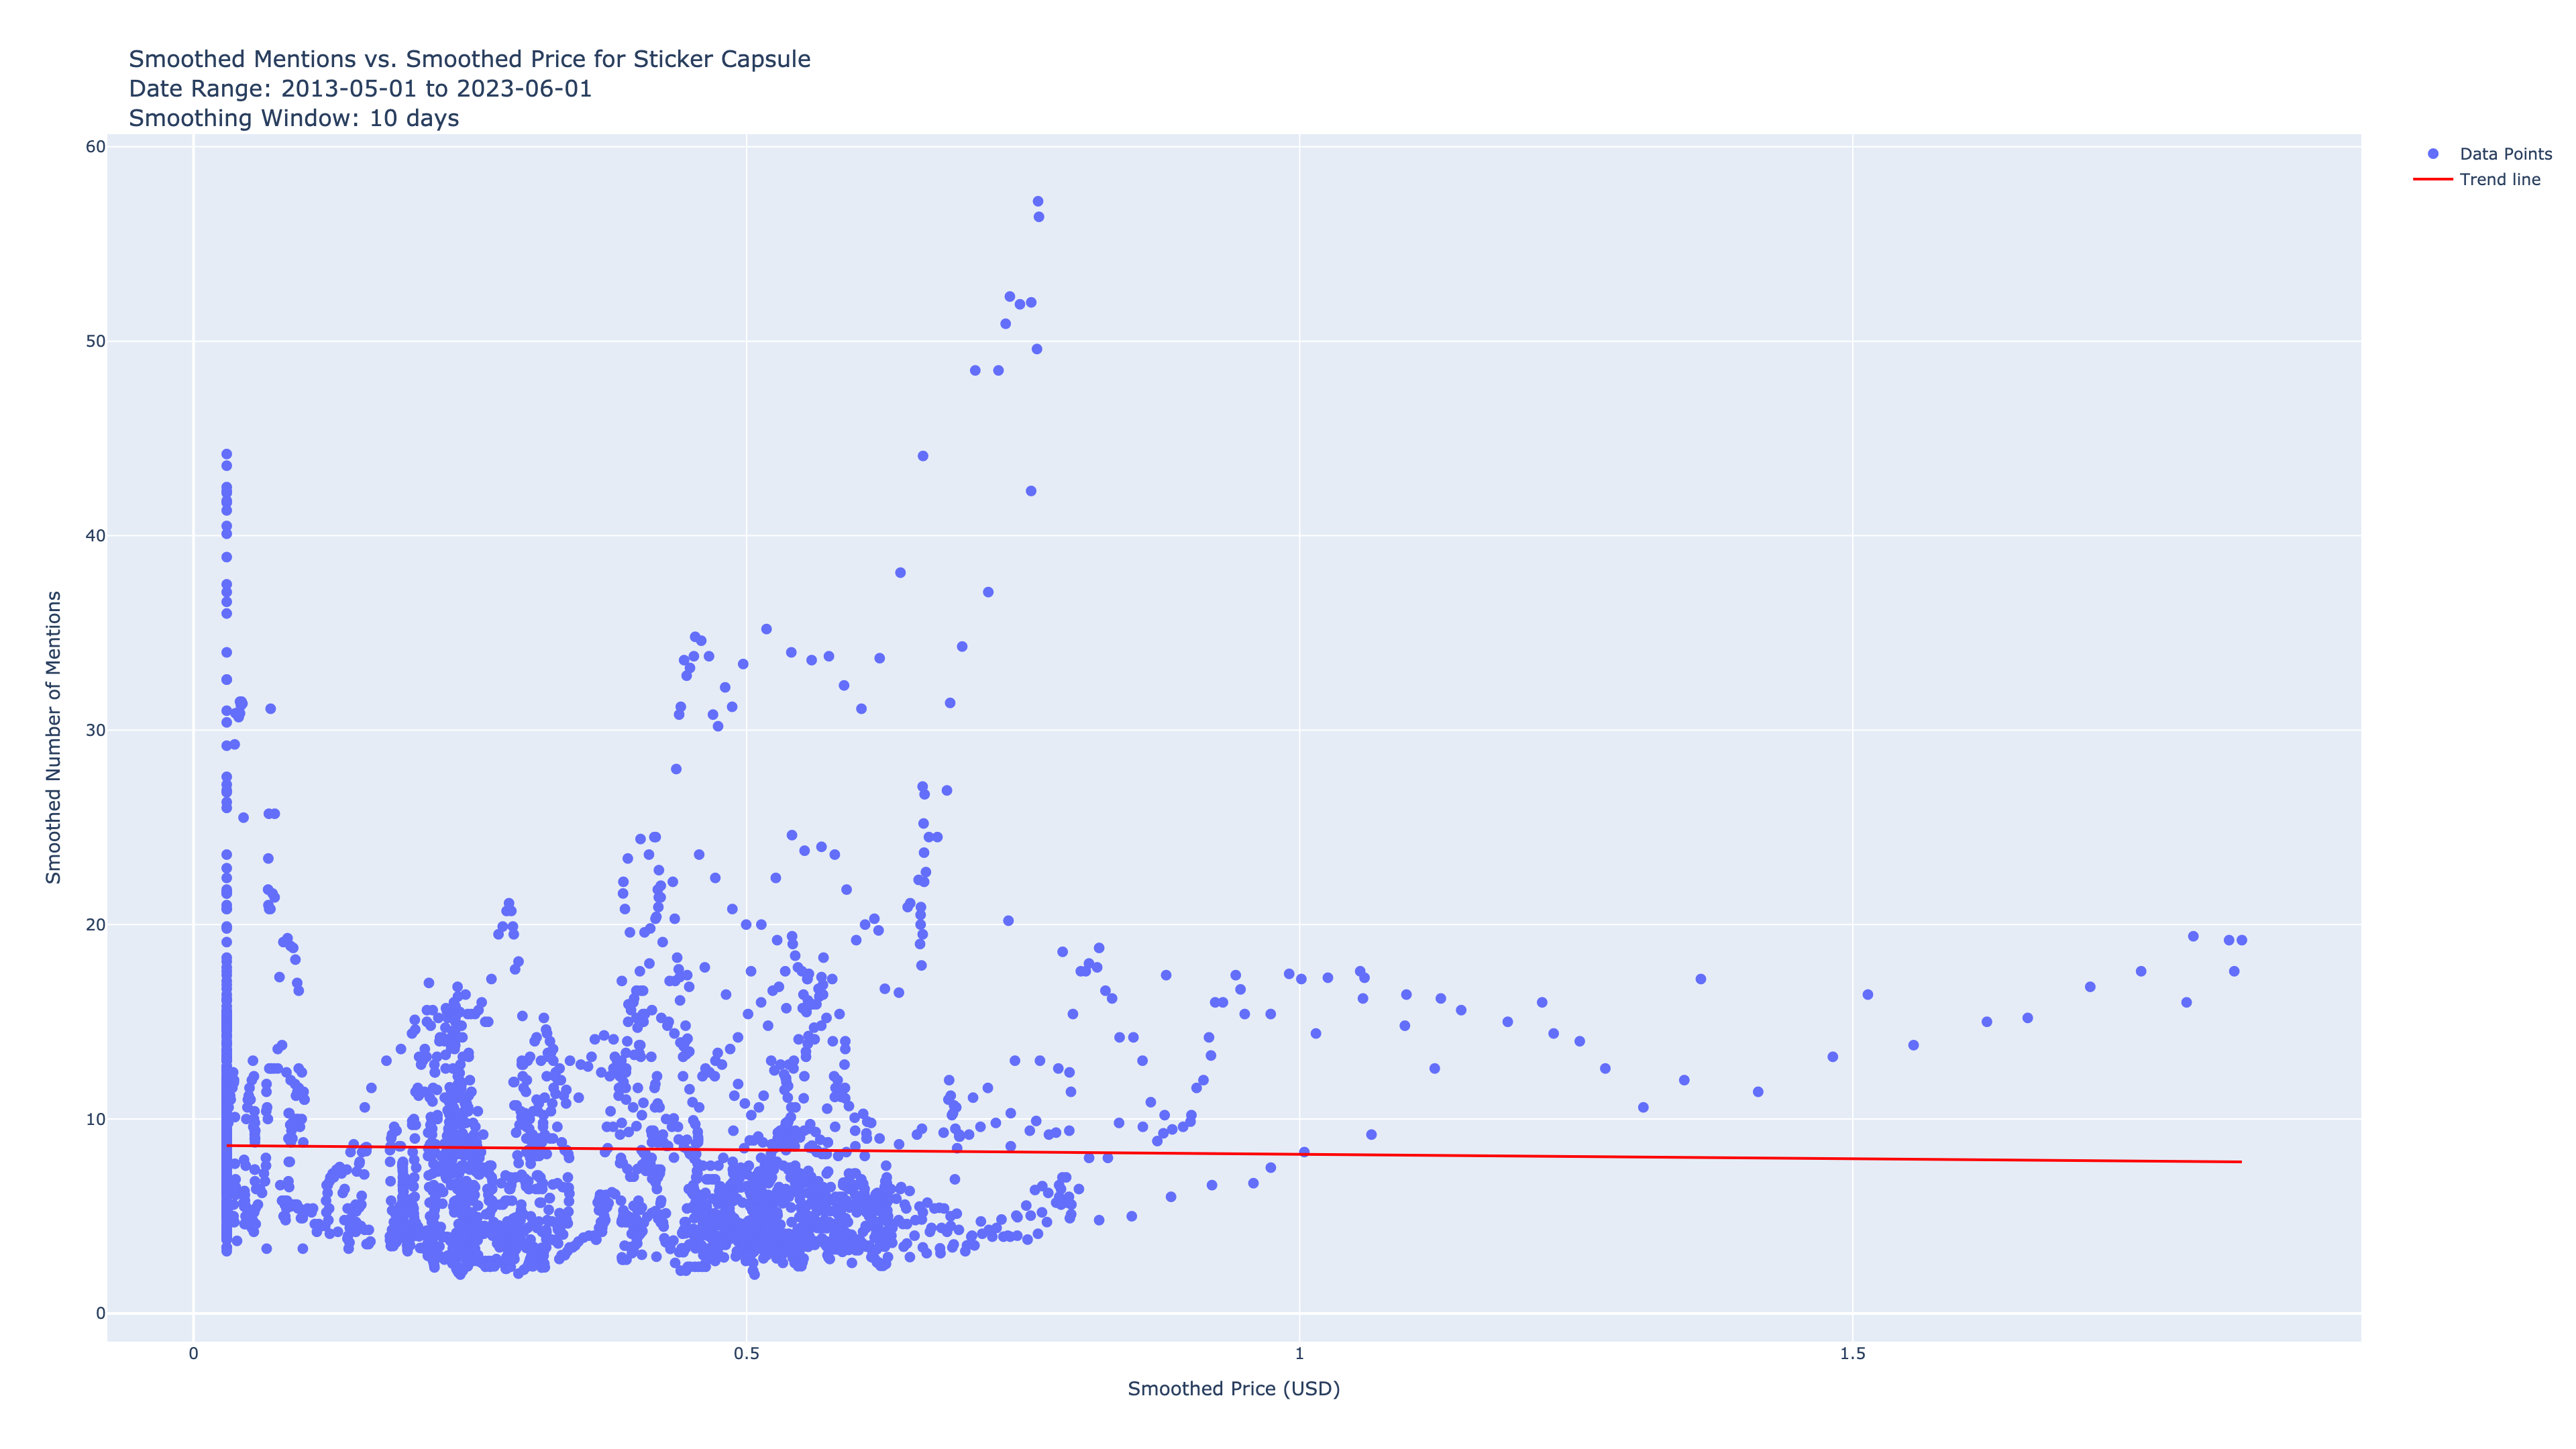 Smoothed Mentions vs. Smoothed Price for Sticker Capsule
Date Range: 2013-05-01 to 2023-06-01
Smoothing Window: 10 days
Data Points
Trend line
Smoothed Number of Mentions
60
50
40
30
20
10
0
0
0.5
1
1.5
Smoothed Price (USD)